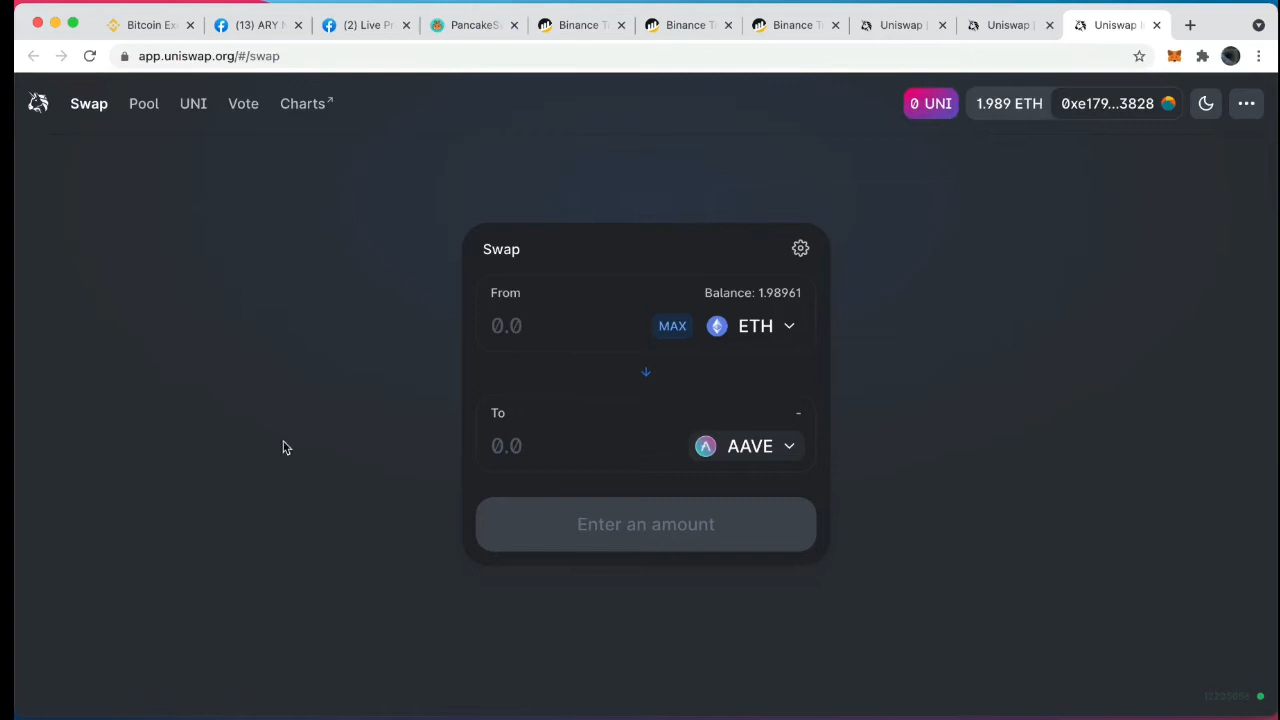 Bitcoin Ex
(13) ARY
(2) Live Pr
PancakeS
Binance T
Binance T
Binance T
Uniswap
Uniswap
Uniswap I
app.uniswap.org/#/swap
Swap
Pool
UNI
Vote
Charts↗
0 UNI
1.989 ETH
0xe179...3828
Swap
From
Balance: 1.98961
0.0
MAX
ETH
To
-
0.0
AAVE
Enter an amount